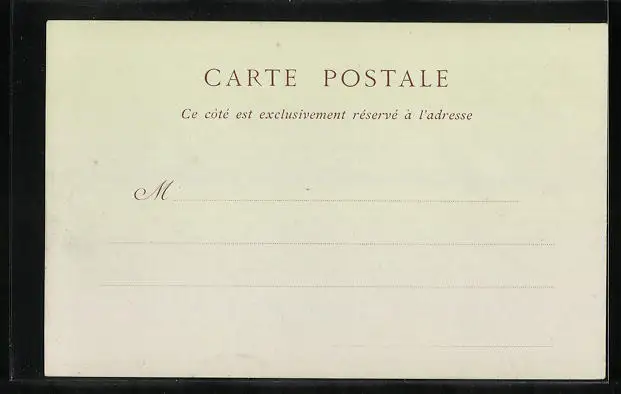 CARTE POSTALE
Ce côté est exclusivement réservé à l'adresse
M